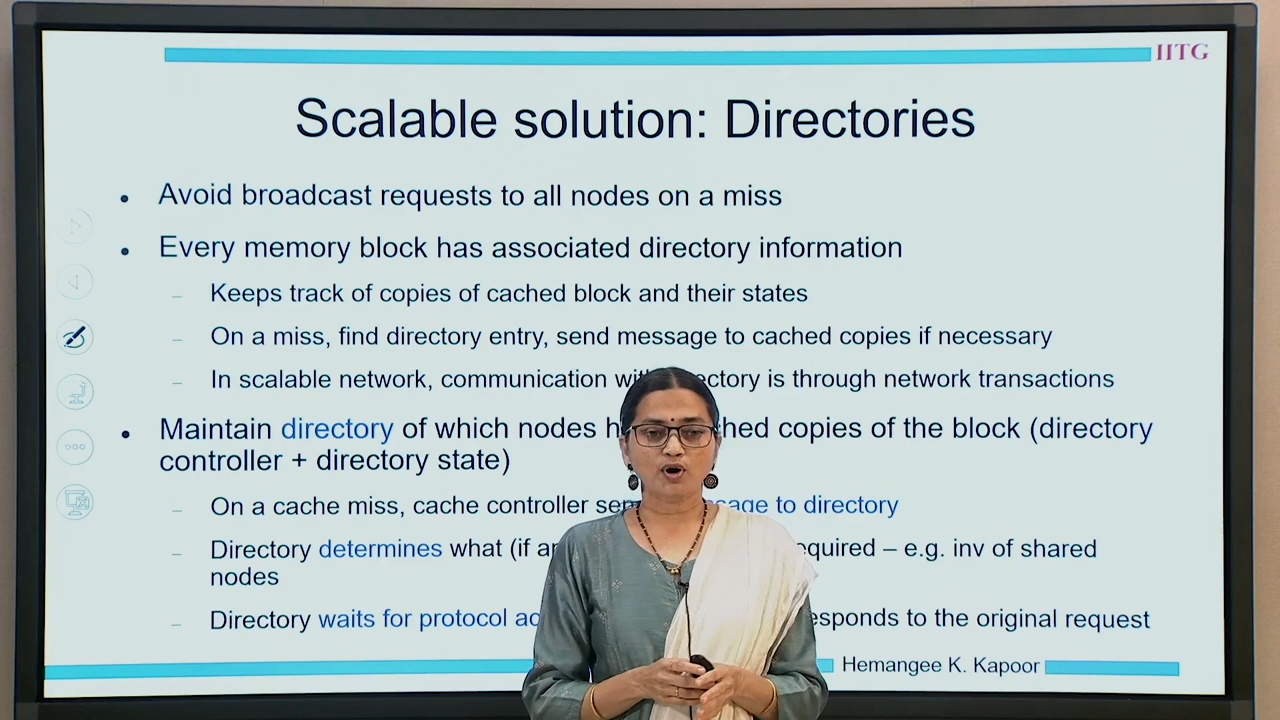 IITG
Scalable solution: Directories
• Avoid broadcast requests to all nodes on a miss
• Every memory block has associated directory information
– Keeps track of copies of cached block and their states
– On a miss, find directory entry, send message to cached copies if necessary
– In scalable network, communication directory is through network transactions
• Maintain directory of which nodes cached copies of the block (directory
controller + directory state)
– On a cache miss, cache controller message to directory
– Directory determines what (if required – e.g. inv of shared
nodes
– Directory waits for protocol responds to the original request
Hemangee K. Kapoor